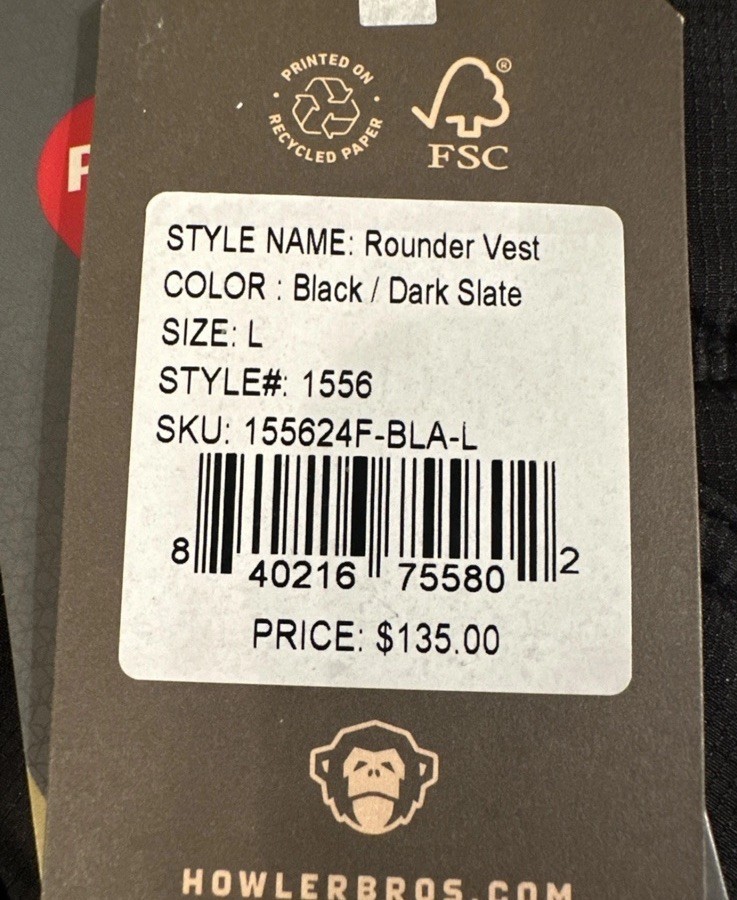 PRINTED ON
RECYCLED PAPER
®
FSC
STYLE NAME: Rounder Vest
COLOR : Black / Dark Slate
SIZE: L
STYLE#: 1556
SKU: 155624F-BLA-L
8 40216 75580 2
PRICE: $135.00
HOWLERBROS.COM